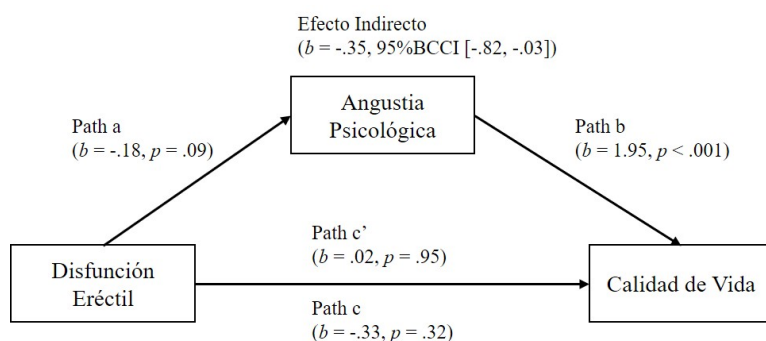 Efecto Indirecto
(b = -.35, 95%BCCI [-.82, -.03])
Angustia
Psicológica
Path a
(b = -.18, p = .09)
Path b
(b = 1.95, p < .001)
Path c’
(b = .02, p = .95)
Disfunción
Eréctil
Calidad de Vida
Path c
(b = -.33, p = .32)